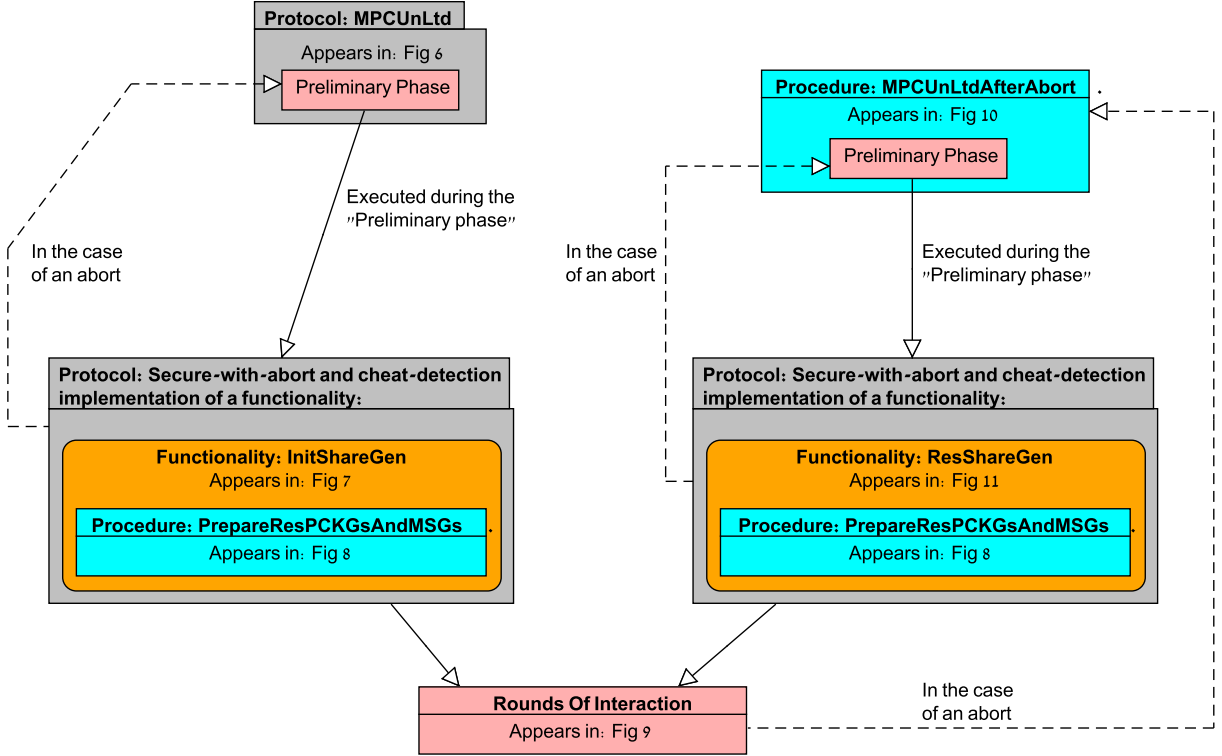 Protocol: MPCUnLtd
Appears in: Fig 6
Preliminary Phase
Executed during the
"Preliminary phase"
In the case
of an abort
Protocol: Secure-with-abort and cheat-detection
implementation of a functionality:
Functionality: InitShareGen
Appears in: Fig 7
Procedure: PrepareResPCKGsAndMSGs .
Appears in: Fig 8
Procedure: MPCUnLtdAfterAbort .
Appears in: Fig 10
Preliminary Phase
In the case
of an abort
Executed during the
"Preliminary phase"
Protocol: Secure-with-abort and cheat-detection
implementation of a functionality:
Functionality: ResShareGen
Appears in: Fig 11
Procedure: PrepareResPCKGsAndMSGs .
Appears in: Fig 8
Rounds Of Interaction
Appears in: Fig 9
In the case
of an abort